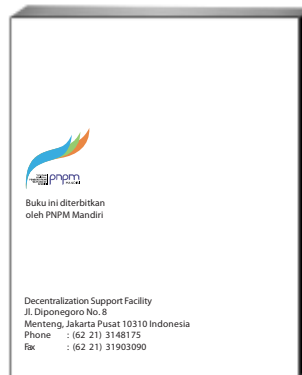 pnpm
MANDIRI
Buku ini diterbitkan
oleh PNPM Mandiri
Decentralization Support Facility
Jl. Diponegoro No. 8
Menteng, Jakarta Pusat 10310 Indonesia
Phone : (62 21) 3148175
Fax : (62 21) 31903090